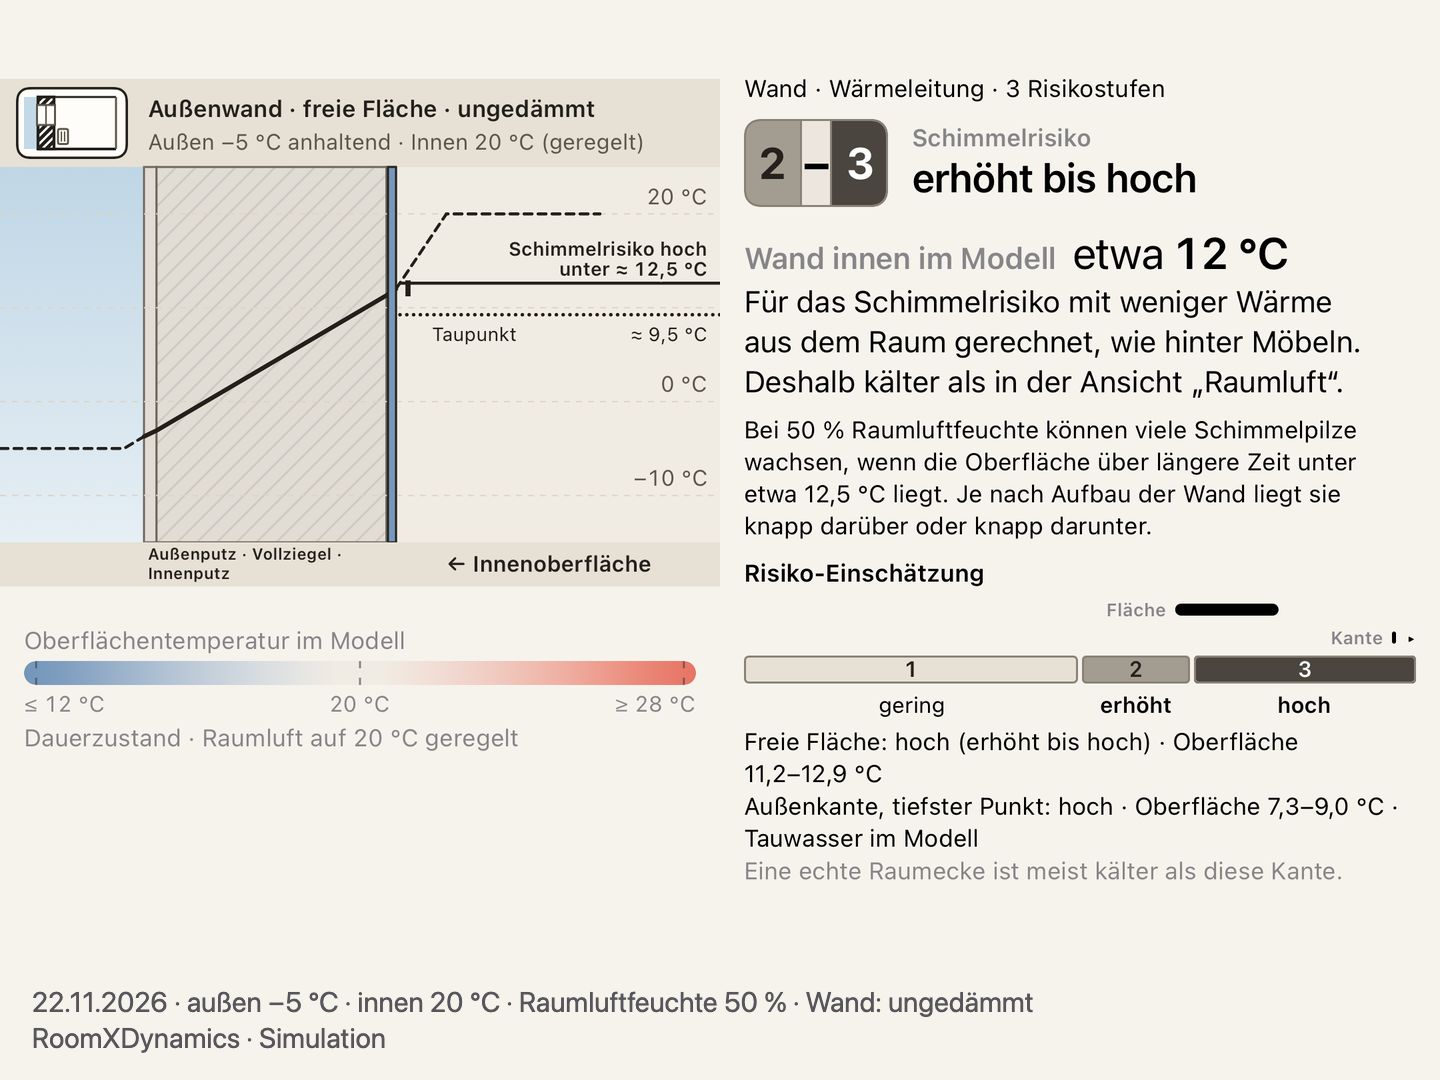 Außenwand · freie Fläche · ungedämmt
Außen −5 °C anhaltend · Innen 20 °C (geregelt)
20 °C
Schimmelrisiko hoch
unter ≈ 12,5 °C
Taupunkt ≈ 9,5 °C
0 °C
−10 °C
Außenputz · Vollziegel ·
Innenputz
← Innenoberfläche
Oberflächentemperatur im Modell
≤ 12 °C 20 °C ≥ 28 °C
Dauerzustand · Raumluft auf 20 °C geregelt
Wand · Wärmeleitung · 3 Risikostufen
2 – 3
Schimmelrisiko
erhöht bis hoch
Wand innen im Modell etwa 12 °C
Für das Schimmelrisiko mit weniger Wärme
aus dem Raum gerechnet, wie hinter Möbeln.
Deshalb kälter als in der Ansicht „Raumluft“.
Bei 50 % Raumluftfeuchte können viele Schimmelpilze
wachsen, wenn die Oberfläche über längere Zeit unter
etwa 12,5 °C liegt. Je nach Aufbau der Wand liegt sie
knapp darüber oder knapp darunter.
Risiko-Einschätzung
Fläche
Kante
1 2 3
gering erhöht hoch
Freie Fläche: hoch (erhöht bis hoch) · Oberfläche
11,2–12,9 °C
Außenkante, tiefster Punkt: hoch · Oberfläche 7,3–9,0 °C ·
Tauwasser im Modell
Eine echte Raumecke ist meist kälter als diese Kante.
22.11.2026 · außen −5 °C · innen 20 °C · Raumluftfeuchte 50 % · Wand: ungedämmt
RoomXDynamics · Simulation